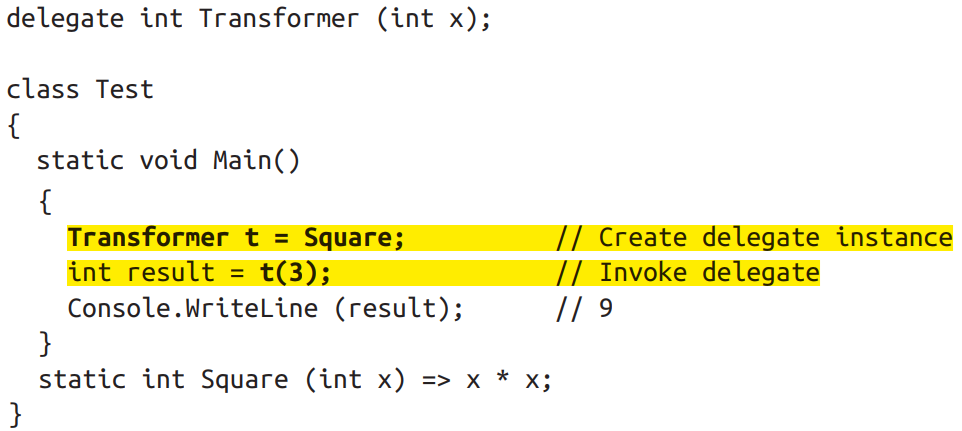 delegate int Transformer (int x);
class Test
{
static void Main()
{
Transformer t = Square; // Create delegate instance
int result = t(3); // Invoke delegate
Console.WriteLine (result); // 9
}
static int Square (int x) => x * x;
}